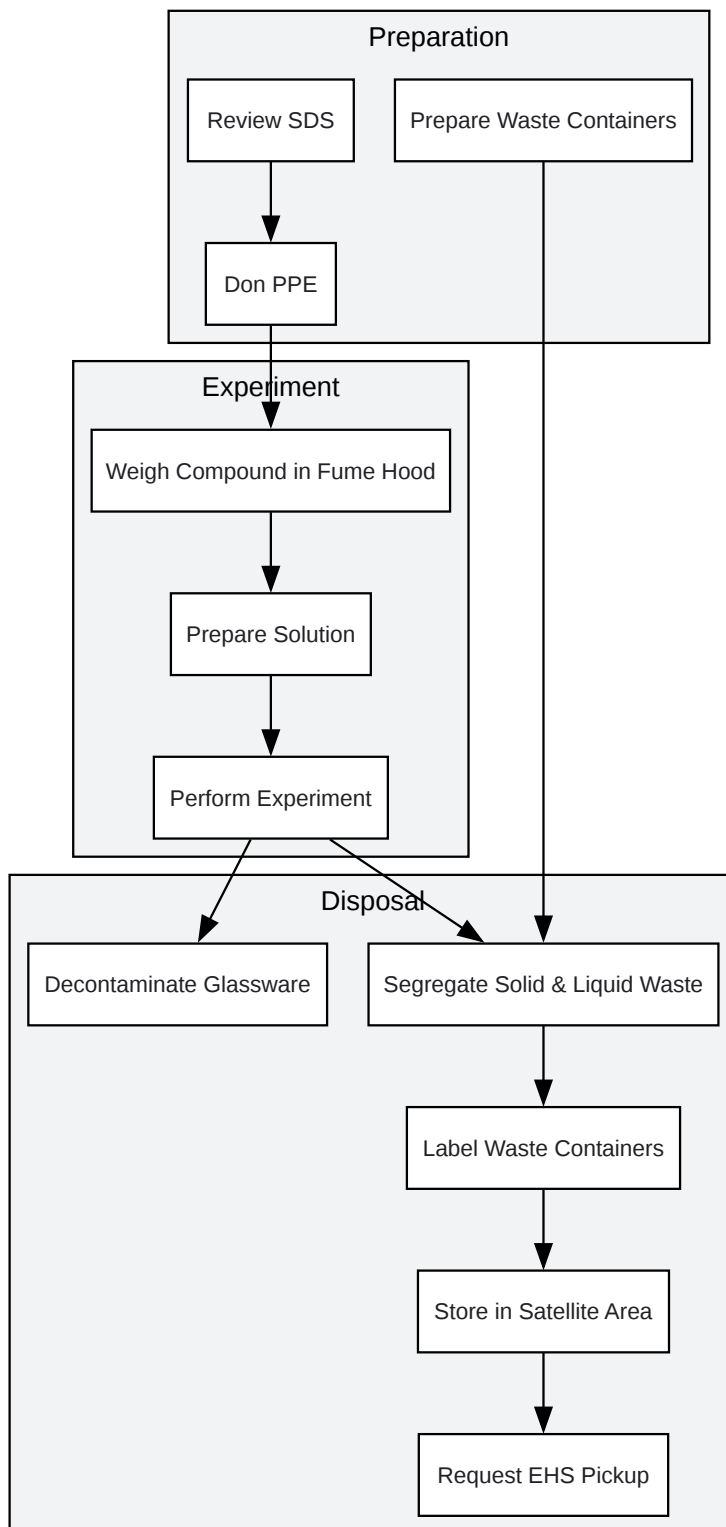 Preparation
Review SDS
Prepare Waste Containers
Don PPE
Experiment
Weigh Compound in Fume Hood
Prepare Solution
Perform Experiment
Disposal
Decontaminate Glassware
Segregate Solid & Liquid Waste
Label Waste Containers
Store in Satellite Area
Request EHS Pickup